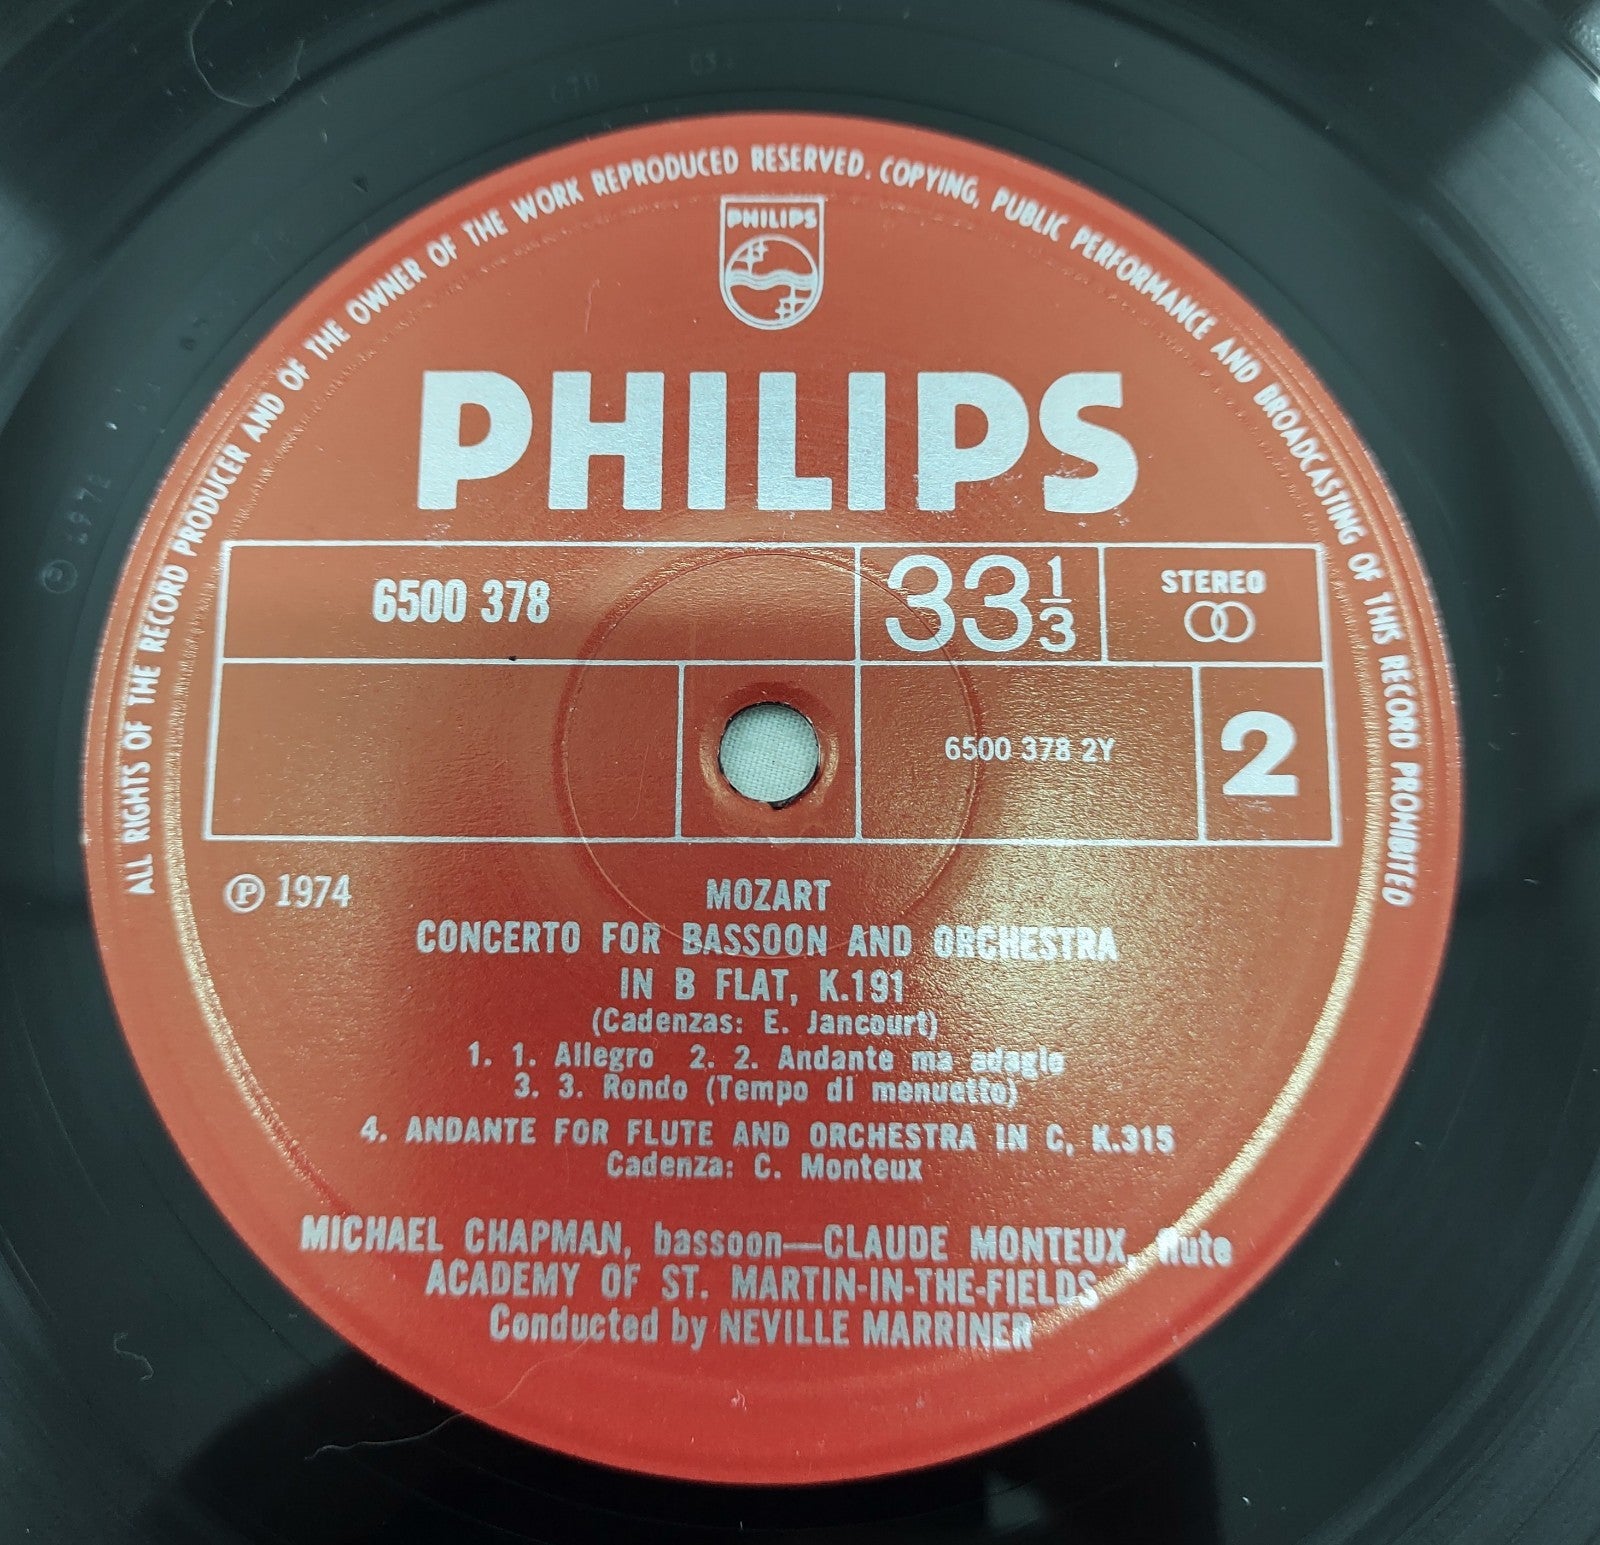 ALL RIGHTS OF THE RECORD PRODUCER AND OF THE OWNER OF THE WORK REPRODUCED RESERVED. COPYING, PUBLIC PERFORMANCE AND BROADCASTING OF THIS RECORD PROHIBITED
PHILIPS
PHILIPS
6500 378
33 1/3
STEREO
6500 378 2Y
2
℗ 1974
MOZART
CONCERTO FOR BASSOON AND ORCHESTRA
IN B FLAT, K.191
(Cadenzas: E. Jancourt)
1. 1. Allegro 2. 2. Andante ma adagio
3. 3. Rondo (Tempo di menuetto)
4. ANDANTE FOR FLUTE AND ORCHESTRA IN C, K.315
Cadenza: C. Monteux
MICHAEL CHAPMAN, bassoon—CLAUDE MONTEUX, flute
ACADEMY OF ST. MARTIN-IN-THE-FIELDS
Conducted by NEVILLE MARRINER